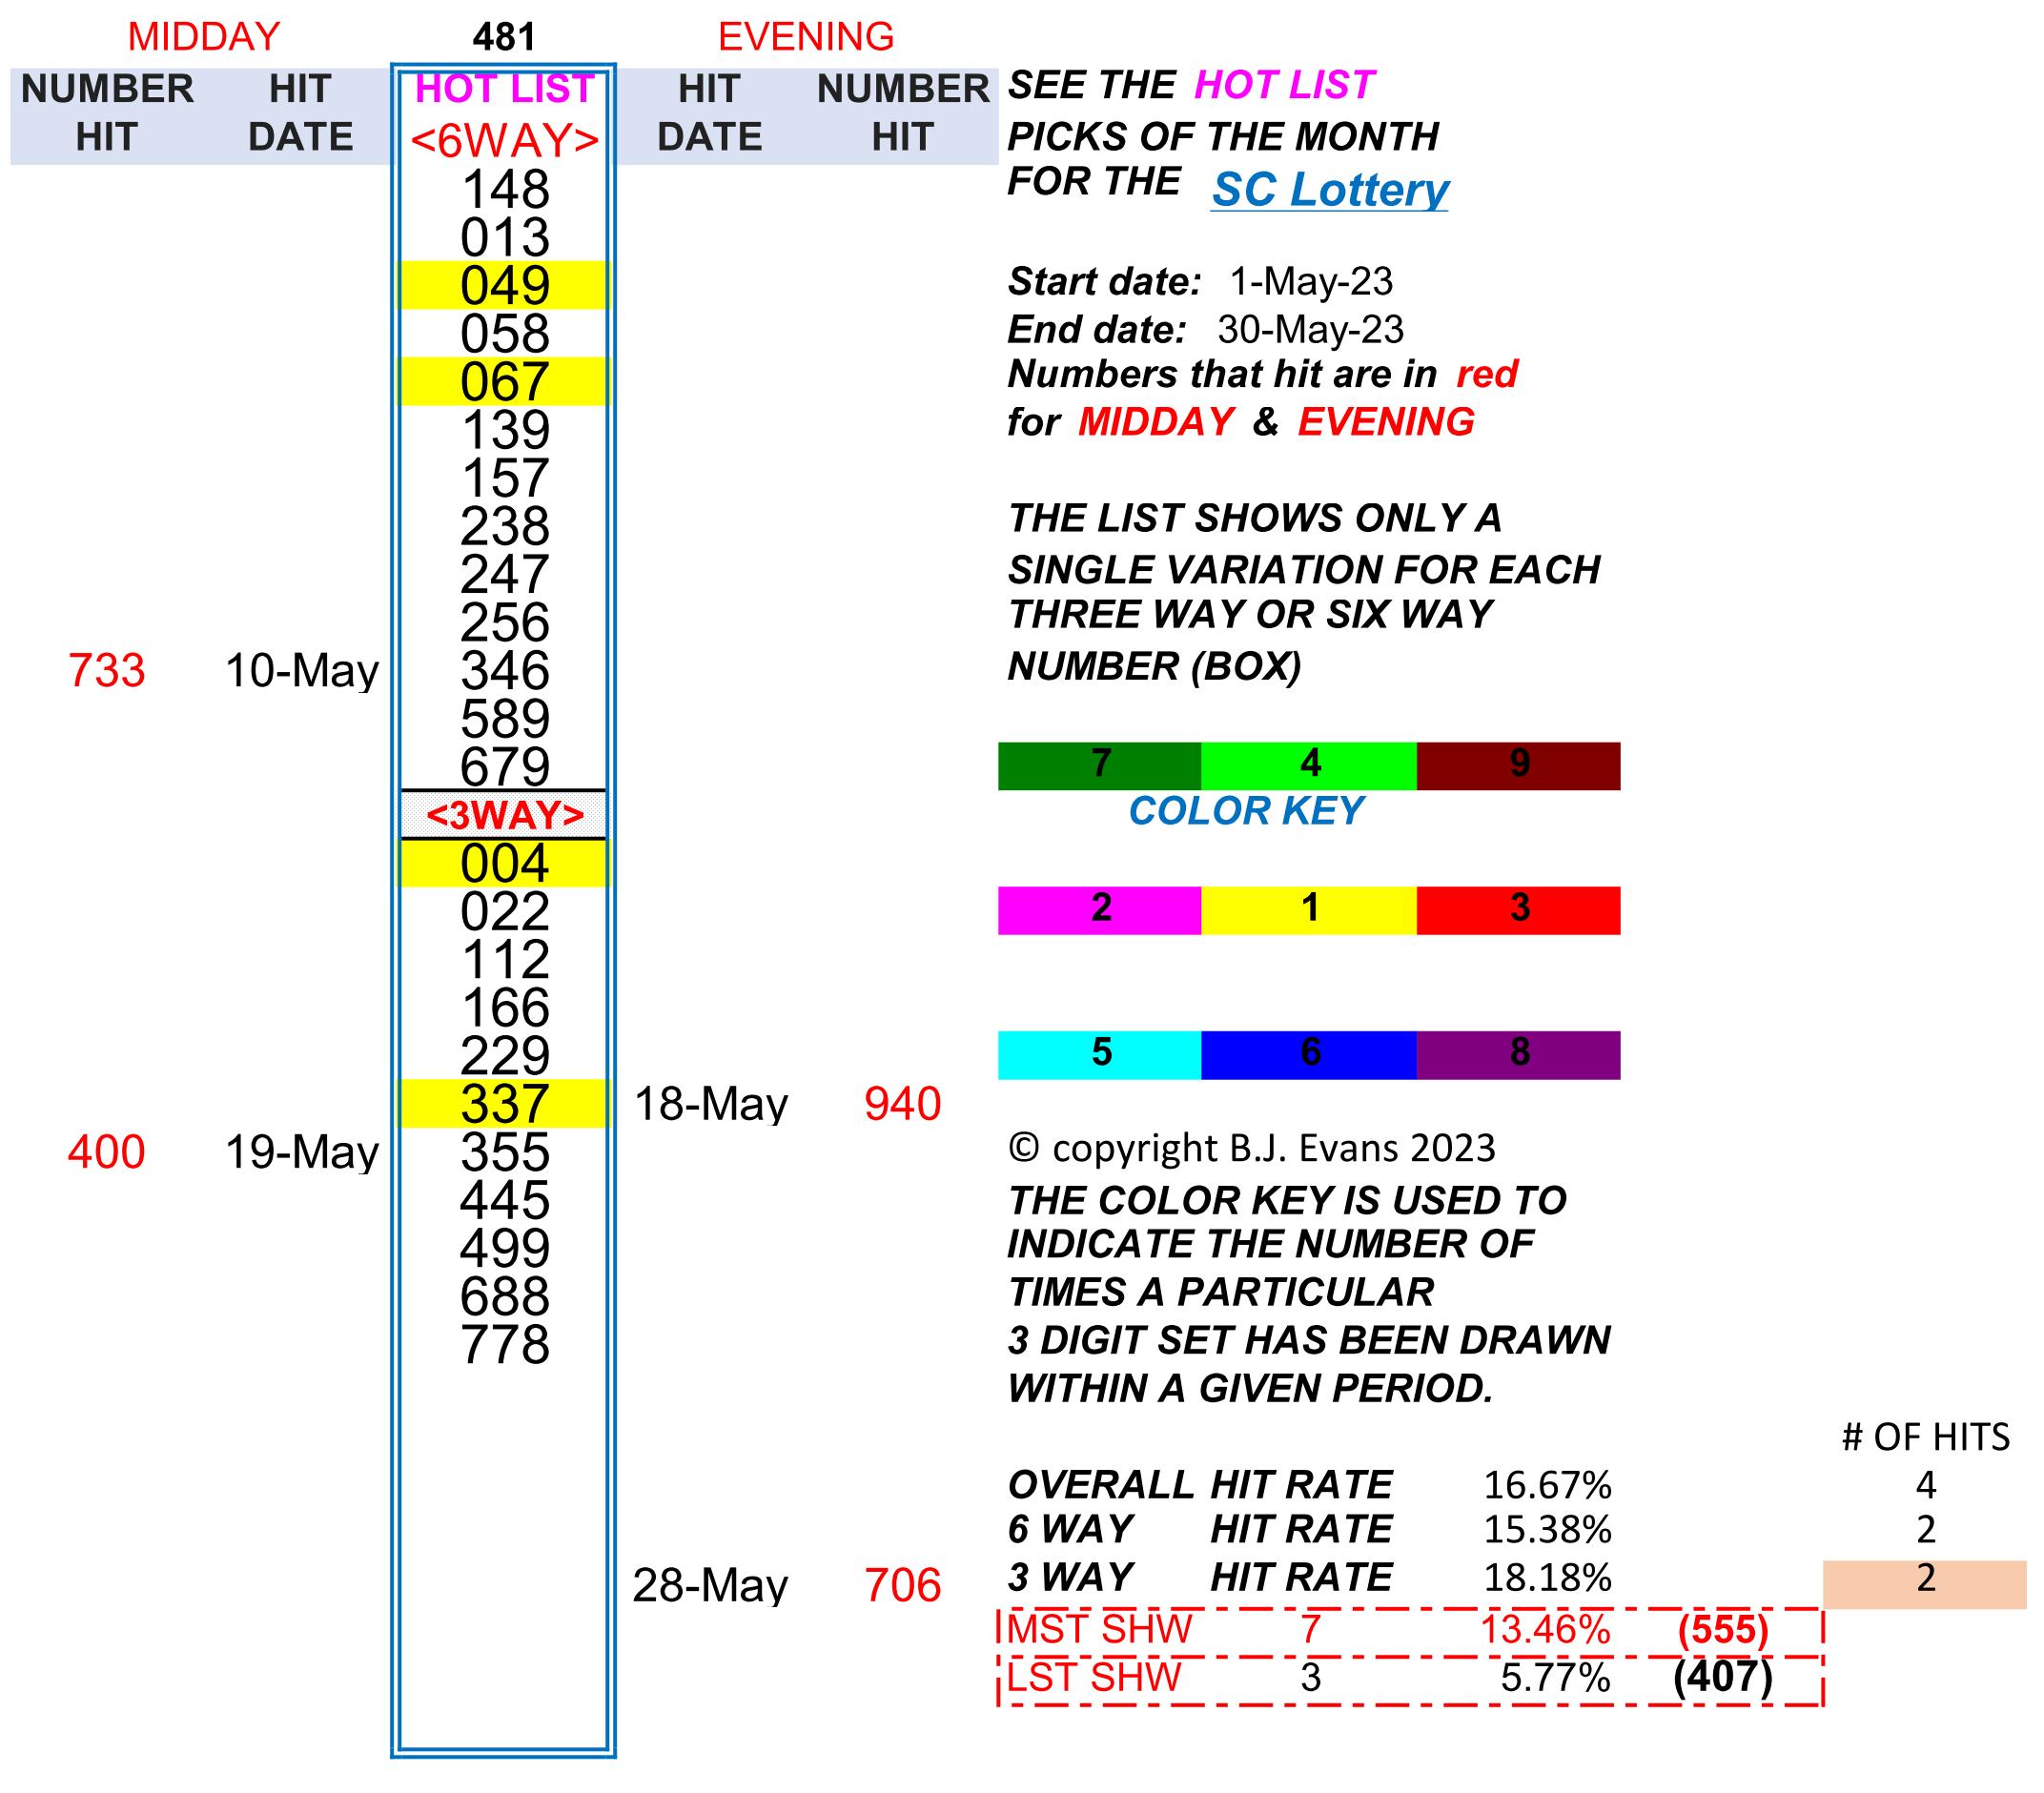 MIDDAY 481 EVENING
NUMBER HIT HOT LIST HIT NUMBER
HIT DATE <6WAY> DATE HIT
148
013
049
058
067
139
157
238
247
256
733 10-May 346
589
679
<3WAY>
004
022
112
166
229
337 18-May 940
400 19-May 355
445
499
688
778
28-May 706
SEE THE HOT LIST
PICKS OF THE MONTH
FOR THE SC Lottery
Start date: 1-May-23
End date: 30-May-23
Numbers that hit are in red
for MIDDAY & EVENING
THE LIST SHOWS ONLY A
SINGLE VARIATION FOR EACH
THREE WAY OR SIX WAY
NUMBER (BOX)
7 4 9
COLOR KEY
2 1 3
5 6 8
© copyright B.J. Evans 2023
THE COLOR KEY IS USED TO
INDICATE THE NUMBER OF
TIMES A PARTICULAR
3 DIGIT SET HAS BEEN DRAWN
WITHIN A GIVEN PERIOD.
# OF HITS
OVERALL HIT RATE 16.67% 4
6 WAY HIT RATE 15.38% 2
3 WAY HIT RATE 18.18% 2
MST SHW 7 13.46% (555)
LST SHW 3 5.77% (407)